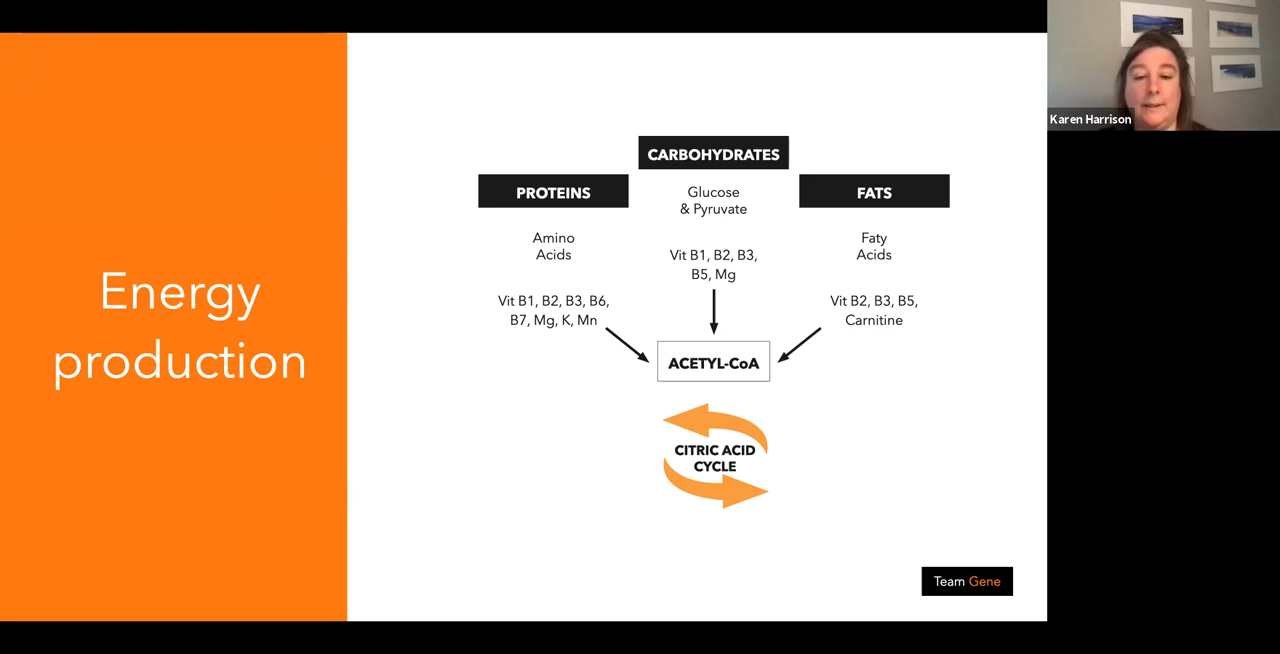 Energy
production
CARBOHYDRATES
Glucose
& Pyruvate
Vit B1, B2, B3,
B5, Mg
PROTEINS
Amino
Acids
Vit B1, B2, B3, B6,
B7, Mg, K, Mn
FATS
Faty
Acids
Vit B2, B3, B5,
Carnitine
ACETYL-CoA
CITRIC ACID
CYCLE
Team Gene
Karen Harrison